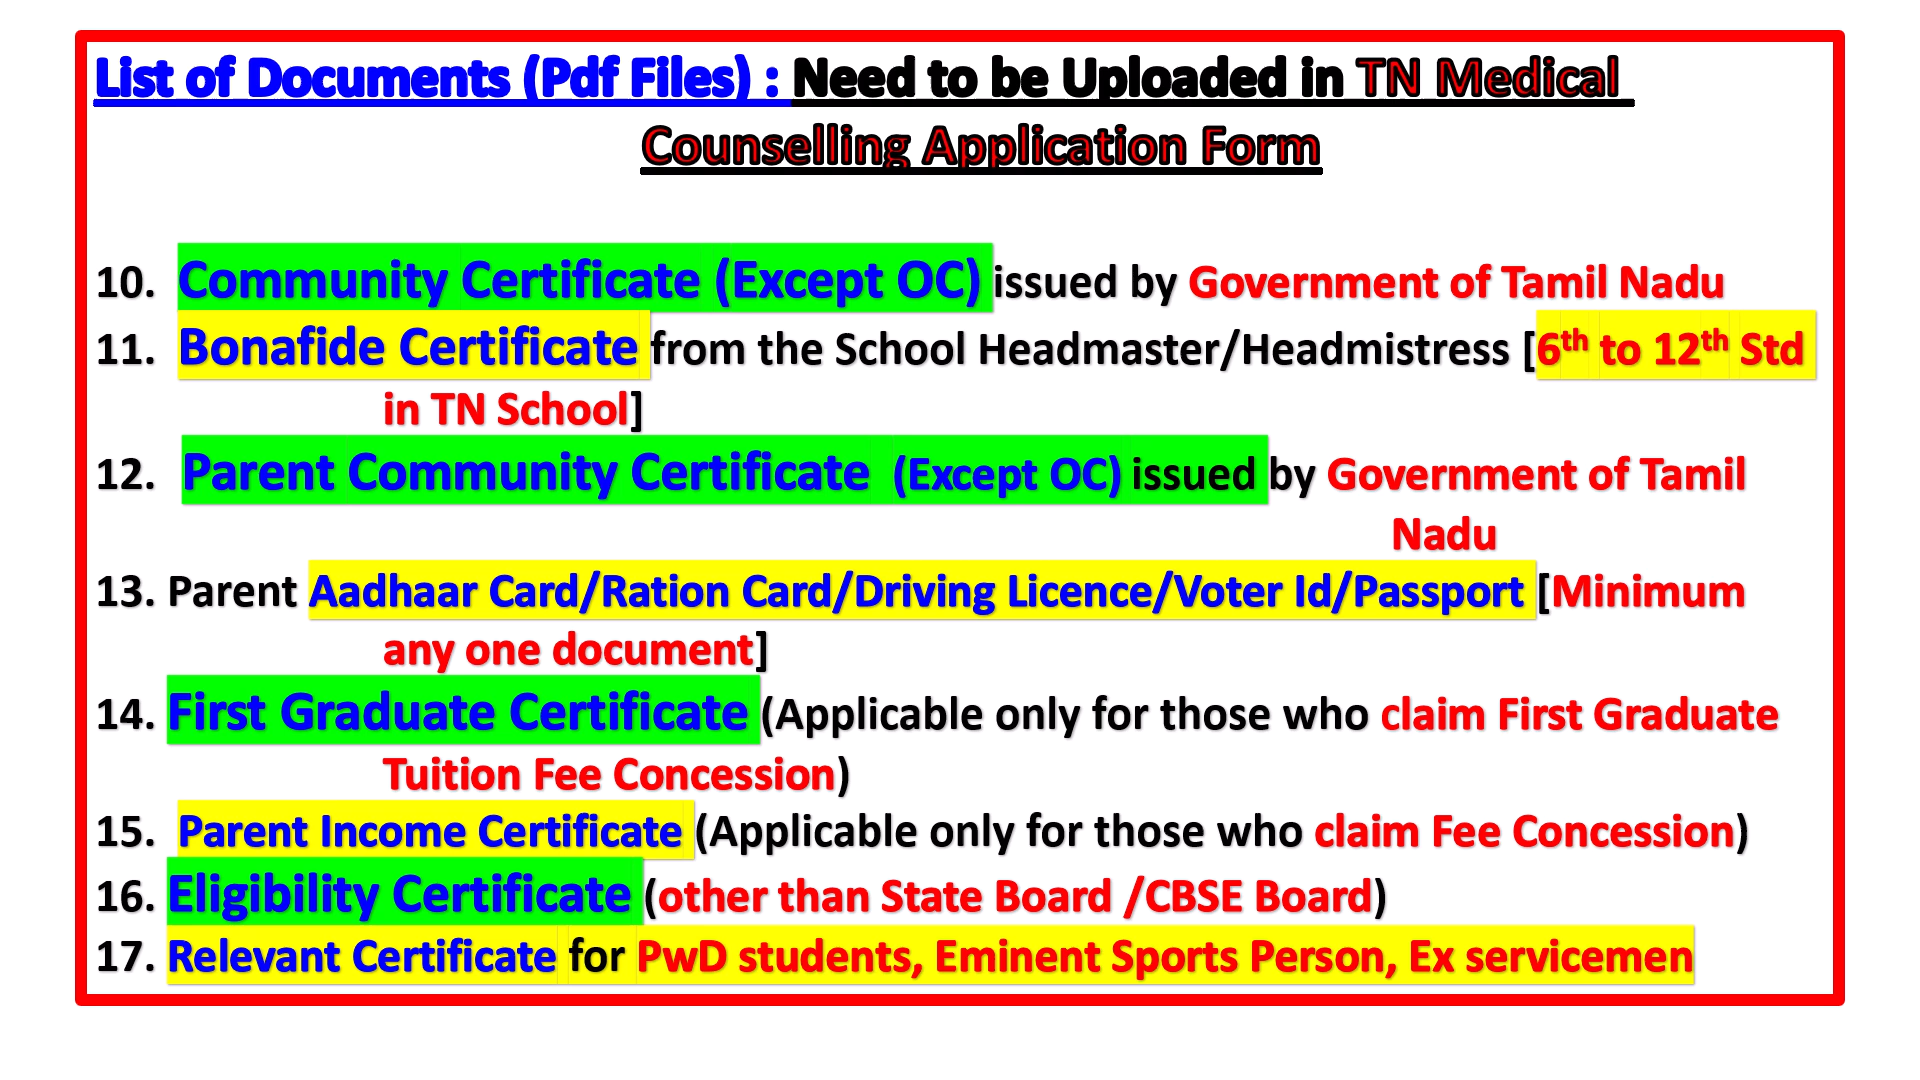 List of Documents (Pdf Files) : Need to be Uploaded in TN Medical
Counselling Application Form
10. Community Certificate (Except OC) issued by Government of Tamil Nadu
11. Bonafide Certificate from the School Headmaster/Headmistress [6th to 12th Std
in TN School]
12. Parent Community Certificate (Except OC) issued by Government of Tamil
Nadu
13. Parent Aadhaar Card/Ration Card/Driving Licence/Voter Id/Passport [Minimum
any one document]
14. First Graduate Certificate (Applicable only for those who claim First Graduate
Tuition Fee Concession)
15. Parent Income Certificate (Applicable only for those who claim Fee Concession)
16. Eligibility Certificate (other than State Board /CBSE Board)
17. Relevant Certificate for PwD students, Eminent Sports Person, Ex servicemen